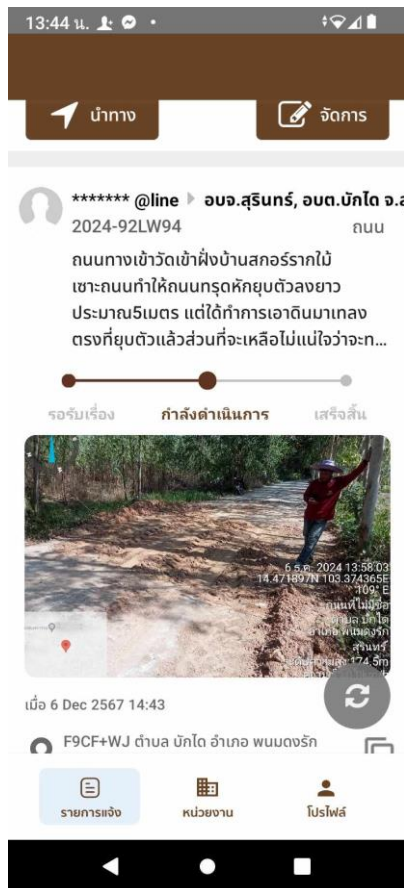 13:44 น.
นำทาง
จัดการ
******* @line ▶ อบจ.สุรินทร์, อบต.บักได จ.ส
2024-92LW94
ถนน
ถนนทางเข้าวัดเข้าฝั่งบ้านสกอร์รากใม้
เซาะถนนทำให้ถนนทรุดหักยุบตัวลงยาว
ประมาณ5เมตร แต่ได้ทำการเอาดินมาเทลง
ตรงที่ยุบตัวแล้วส่วนที่จะเหลือไม่แน่ใจว่าจะท...
รอรับเรื่อง
กำลังดำเนินการ
เสร็จสิ้น
6 ธ.ค. 2024 13:58:03
14.471897N 103.374365E
109° E
ถนนที่ไม่มีชื่อ
ตำบล บักได
อำเภอ พนมดงรัก
สุรินทร์
174.5m
เมื่อ 6 Dec 2567 14:43
F9CF+WJ ตำบล บักได อำเภอ พนมดงรัก
รายการแจ้ง
หน่วยงาน
โปรไฟล์